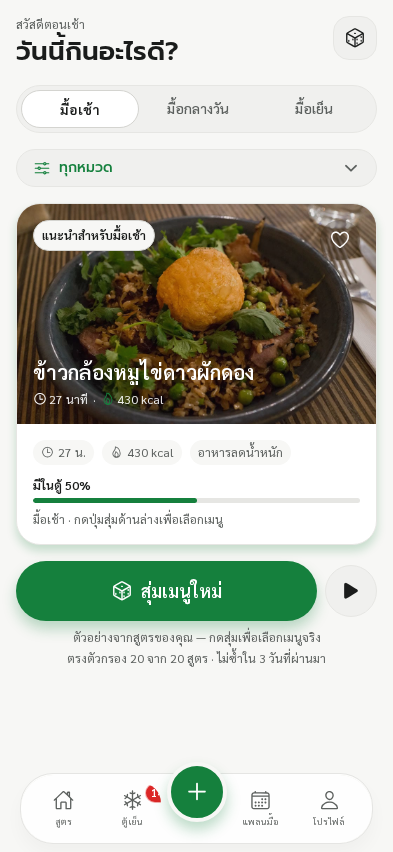 สวัสดีตอนเช้า
วันนี้กินอะไรดี?
มื้อเช้า มื้อกลางวัน มื้อเย็น
ทุกหมวด
แนะนำสำหรับมื้อเช้า
ข้าวกล้องหมูไข่ดาวผักดอง
27 นาที · 430 kcal
27 น. 430 kcal อาหารลดน้ำหนัก
มีในตู้ 50%
มื้อเช้า · กดปุ่มสุ่มด้านล่างเพื่อเลือกเมนู
สุ่มเมนูใหม่
ตัวอย่างจากสูตรของคุณ — กดสุ่มเพื่อเลือกเมนูจริง
ตรงตัวกรอง 20 จาก 20 สูตร · ไม่ซ้ำใน 3 วันที่ผ่านมา
สูตร ตู้เย็น แพลนมื้อ โปรไฟล์